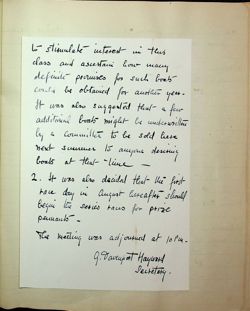 to stimulate interest in this
class and ascertain how many
definite promises for such boats
could be obtained for another year.
It was also suggested that a few
additional boats might be underwritten
by a committee to be sold here
next summer to anyone desiring
boats at that time —
2. It was also decided that the first
race day in August hereafter should
begin the series races for prize
pennants —
The meeting was adjourned at 10
G. Davenport Hayward
Secretary.